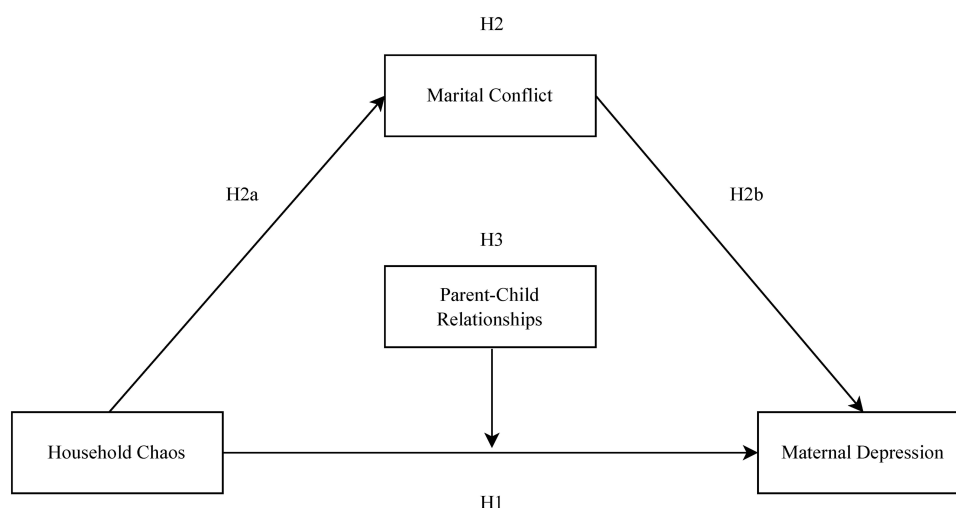 H2
Marital Conflict
H2a
H2b
H3
Parent-Child
Relationships
Household Chaos
Maternal Depression
H1